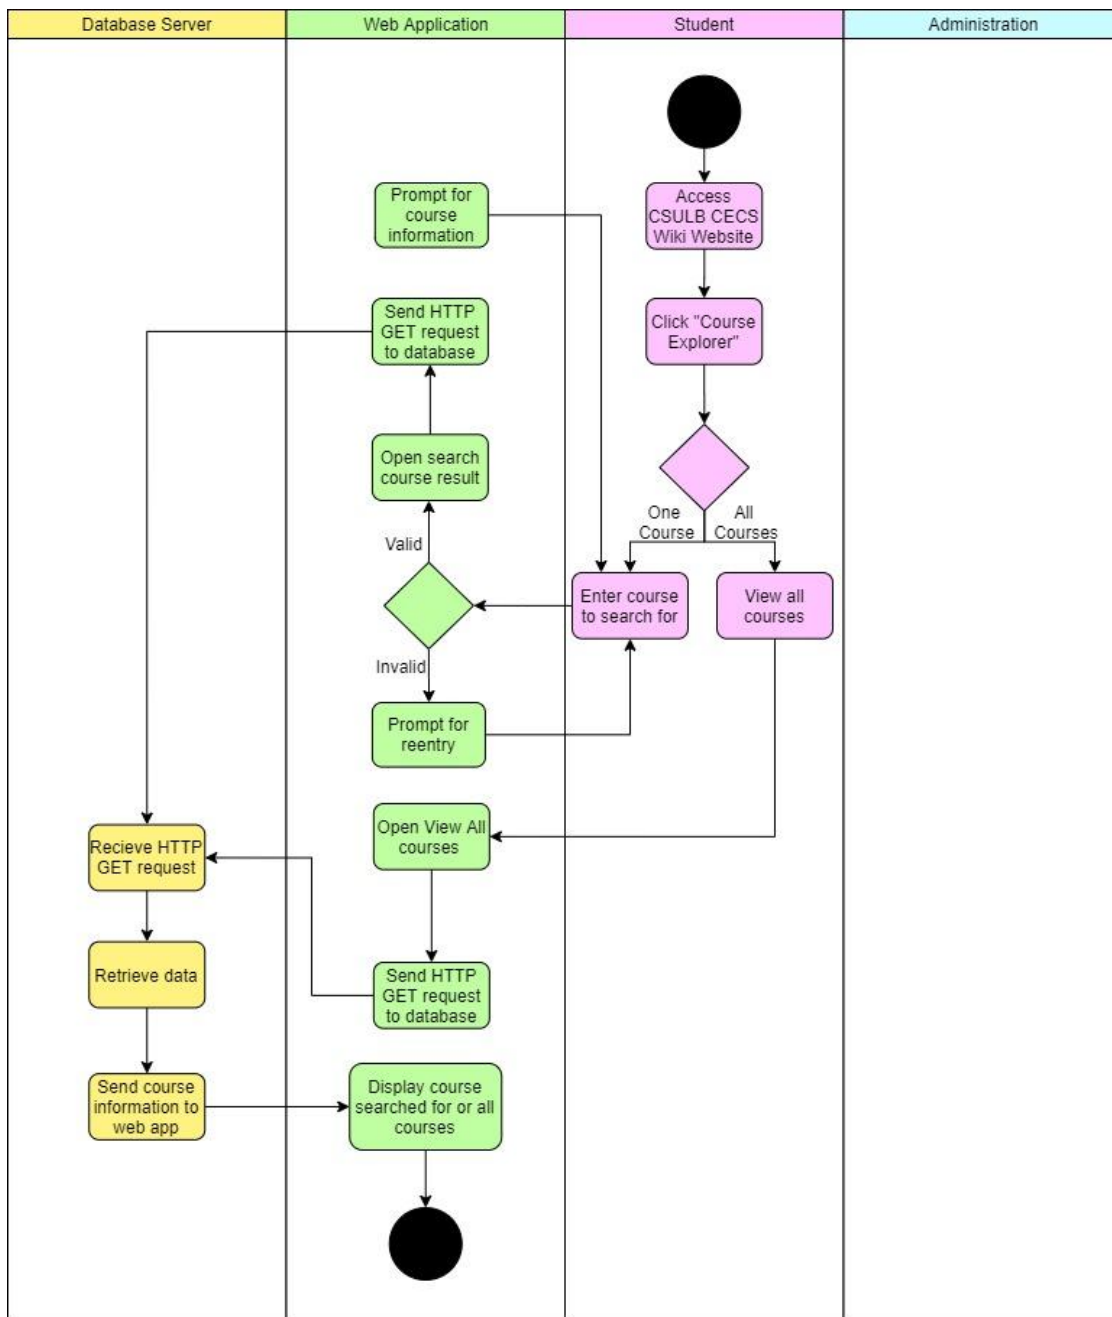 Database Server
Web Application
Student
Administration
Prompt for
course
information
Access
CSULB CECS
Wiki Website
Send HTTP
GET request
to database
Click "Course
Explorer"
Open search
course result
One
Course
All
Courses
Valid
Enter course
to search for
View all
courses
Invalid
Prompt for
reentry
Open View All
courses
Recieve HTTP
GET request
Retrieve data
Send HTTP
GET request
to database
Send course
information to
web app
Display course
searched for or all
courses